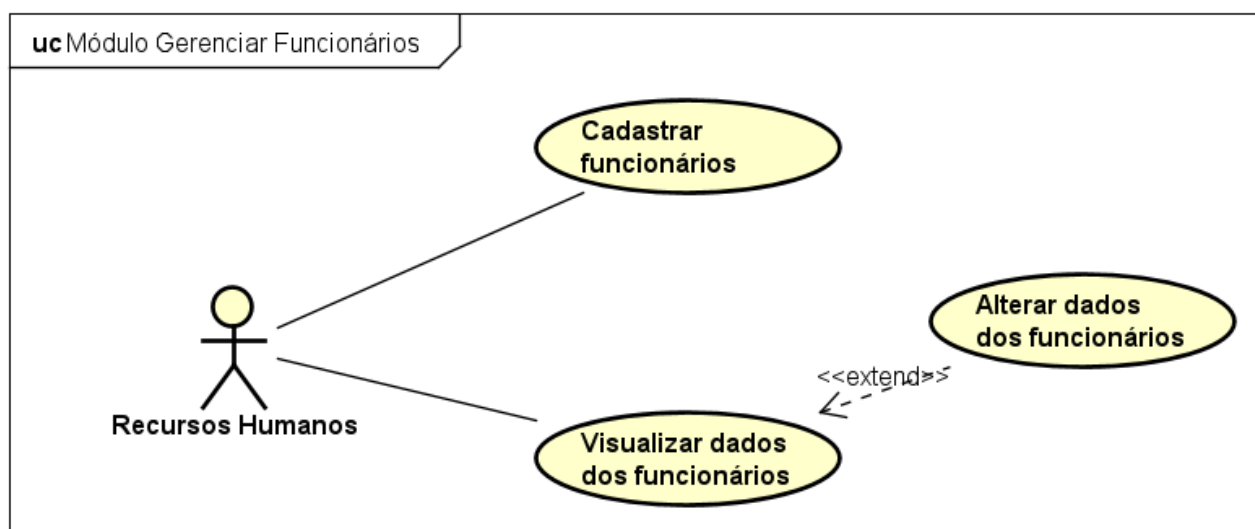 uc Módulo Gerenciar Funcionários
Cadastrar
funcionários
Alterar dados
dos funcionários
<<extend>>
Recursos Humanos
Visualizar dados
dos funcionários